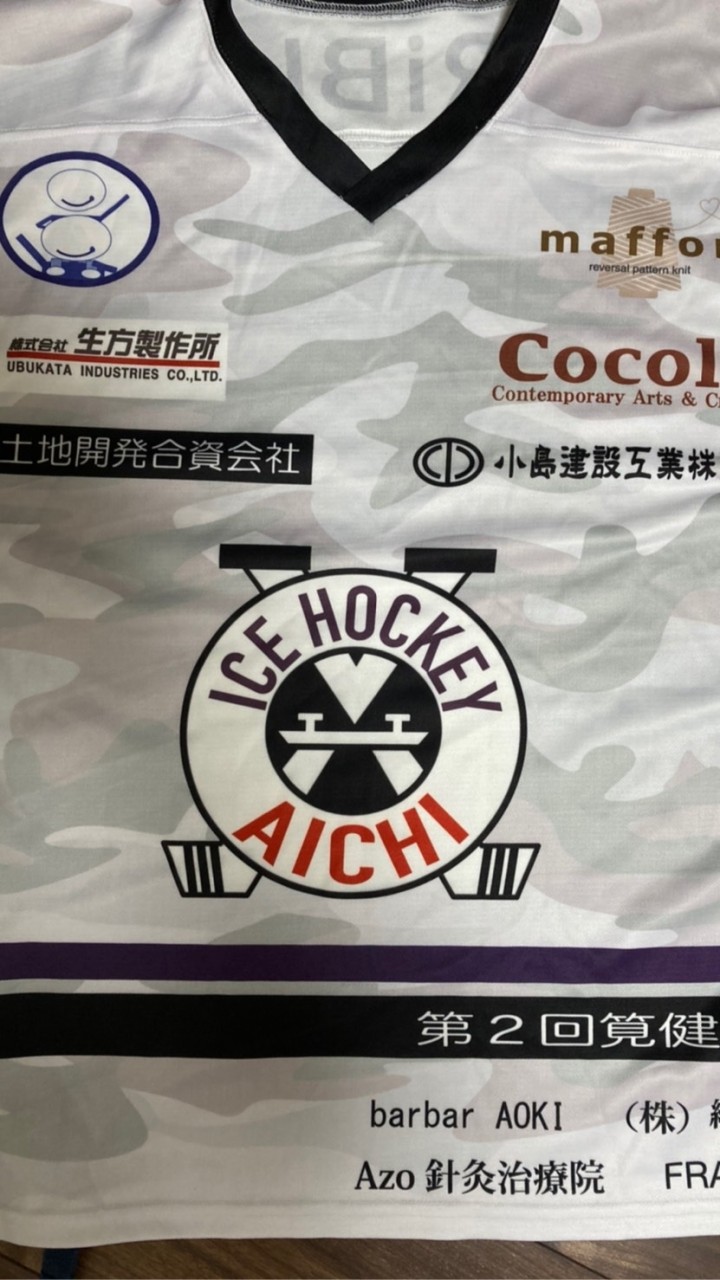 maffon
reversal pattern knit
株式会社 生方製作所
UBUKATA INDUSTRIES CO.,LTD.
Cocol
Contemporary Arts & C
土地開発合資会社
小島建設工業株
ICE HOCKEY
AICHI
第2回筧健
barbar AOKI (株)
Azo 針灸治療院 FRA